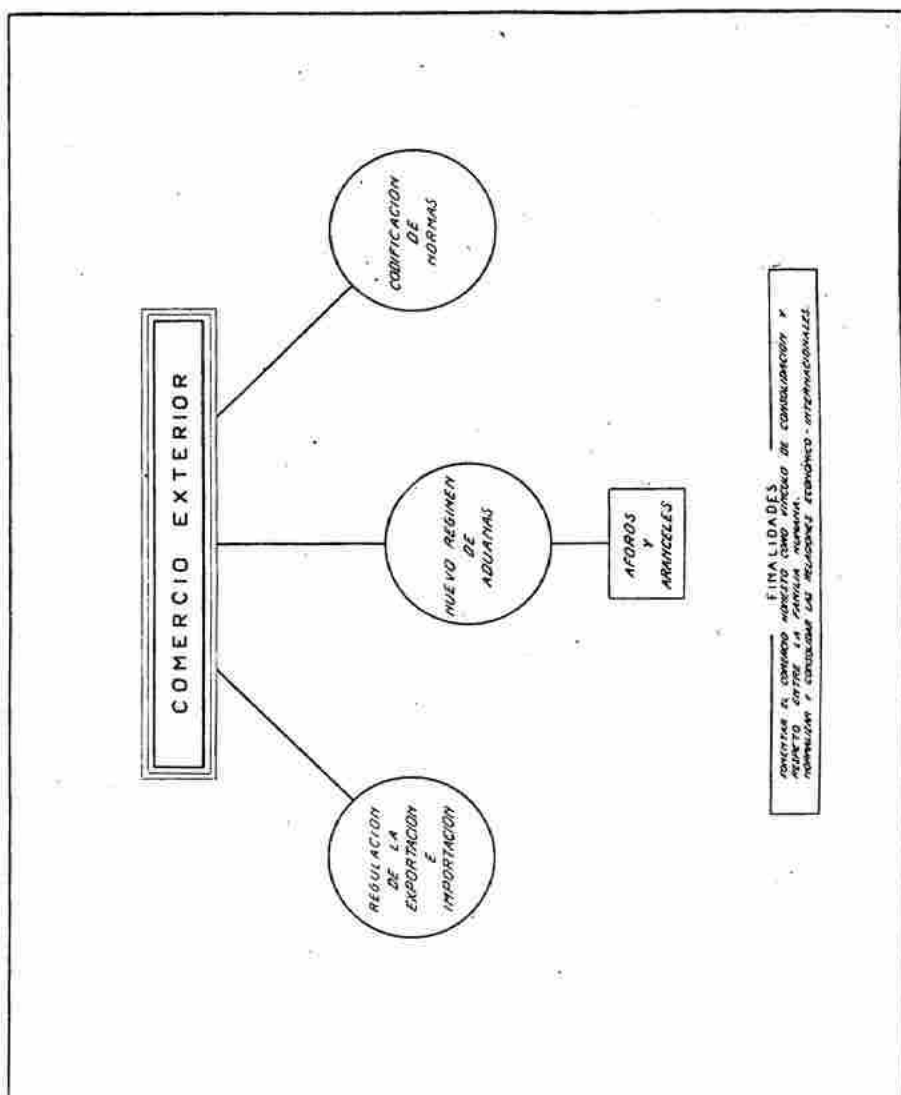 COMERCIO EXTERIOR
REGULACION
DE LA
EXPORTACION
E
IMPORTACION
NUEVO REGIMEN
DE
ADUANAS
AFOROS
Y
ARANCELES
CODIFICACION
DE
NORMAS
FINALIDADES
FOMENTAR EL COMERCIO HONESTO COMO VINCULO DE CONSOLIDACION Y
RESPETO ENTRE LA FAMILIA HUMANA.
NORMALIZAR Y CONSOLIDAR LAS RELACIONES ECONÓMICO-INTERNACIONALES.